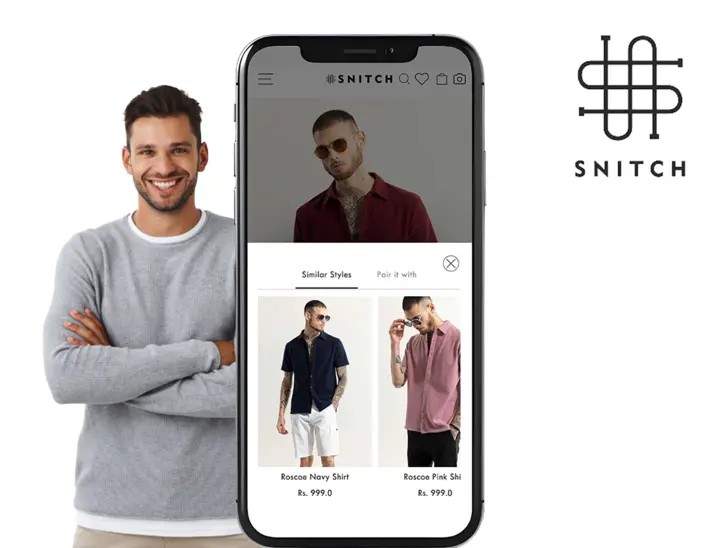 SNITCH
SNITCH
Similar Styles
Pair it with
Roscoe Navy Shirt
Roscoe Pink Shi
Rs. 999.0
Rs. 999.0